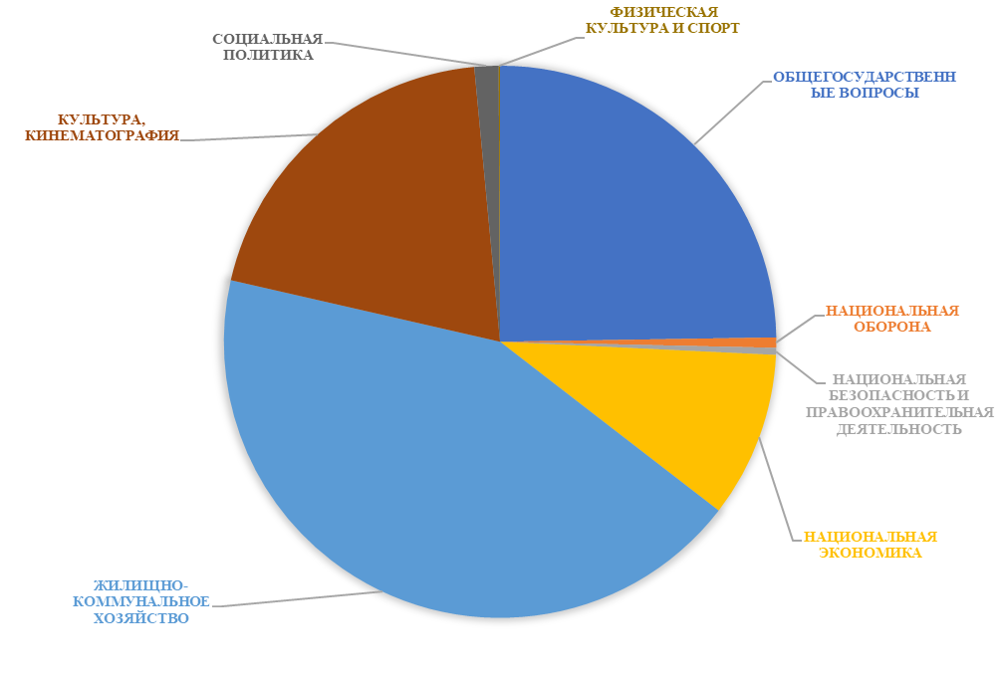 ФИЗИЧЕСКАЯ
КУЛЬТУРА И СПОРТ
СОЦИАЛЬНАЯ
ПОЛИТИКА
ОБЩЕГОСУДАРСТВЕНН
ЫЕ ВОПРОСЫ
КУЛЬТУРА,
КИНЕМАТОГРАФИЯ
НАЦИОНАЛЬНАЯ
ОБОРОНА
НАЦИОНАЛЬНАЯ
БЕЗОПАСНОСТЬ И
ПРАВООХРАНИТЕЛЬНАЯ
ДЕЯТЕЛЬНОСТЬ
НАЦИОНАЛЬНАЯ
ЭКОНОМИКА
ЖИЛИЩНО-
КОММУНАЛЬНОЕ
ХОЗЯЙСТВО